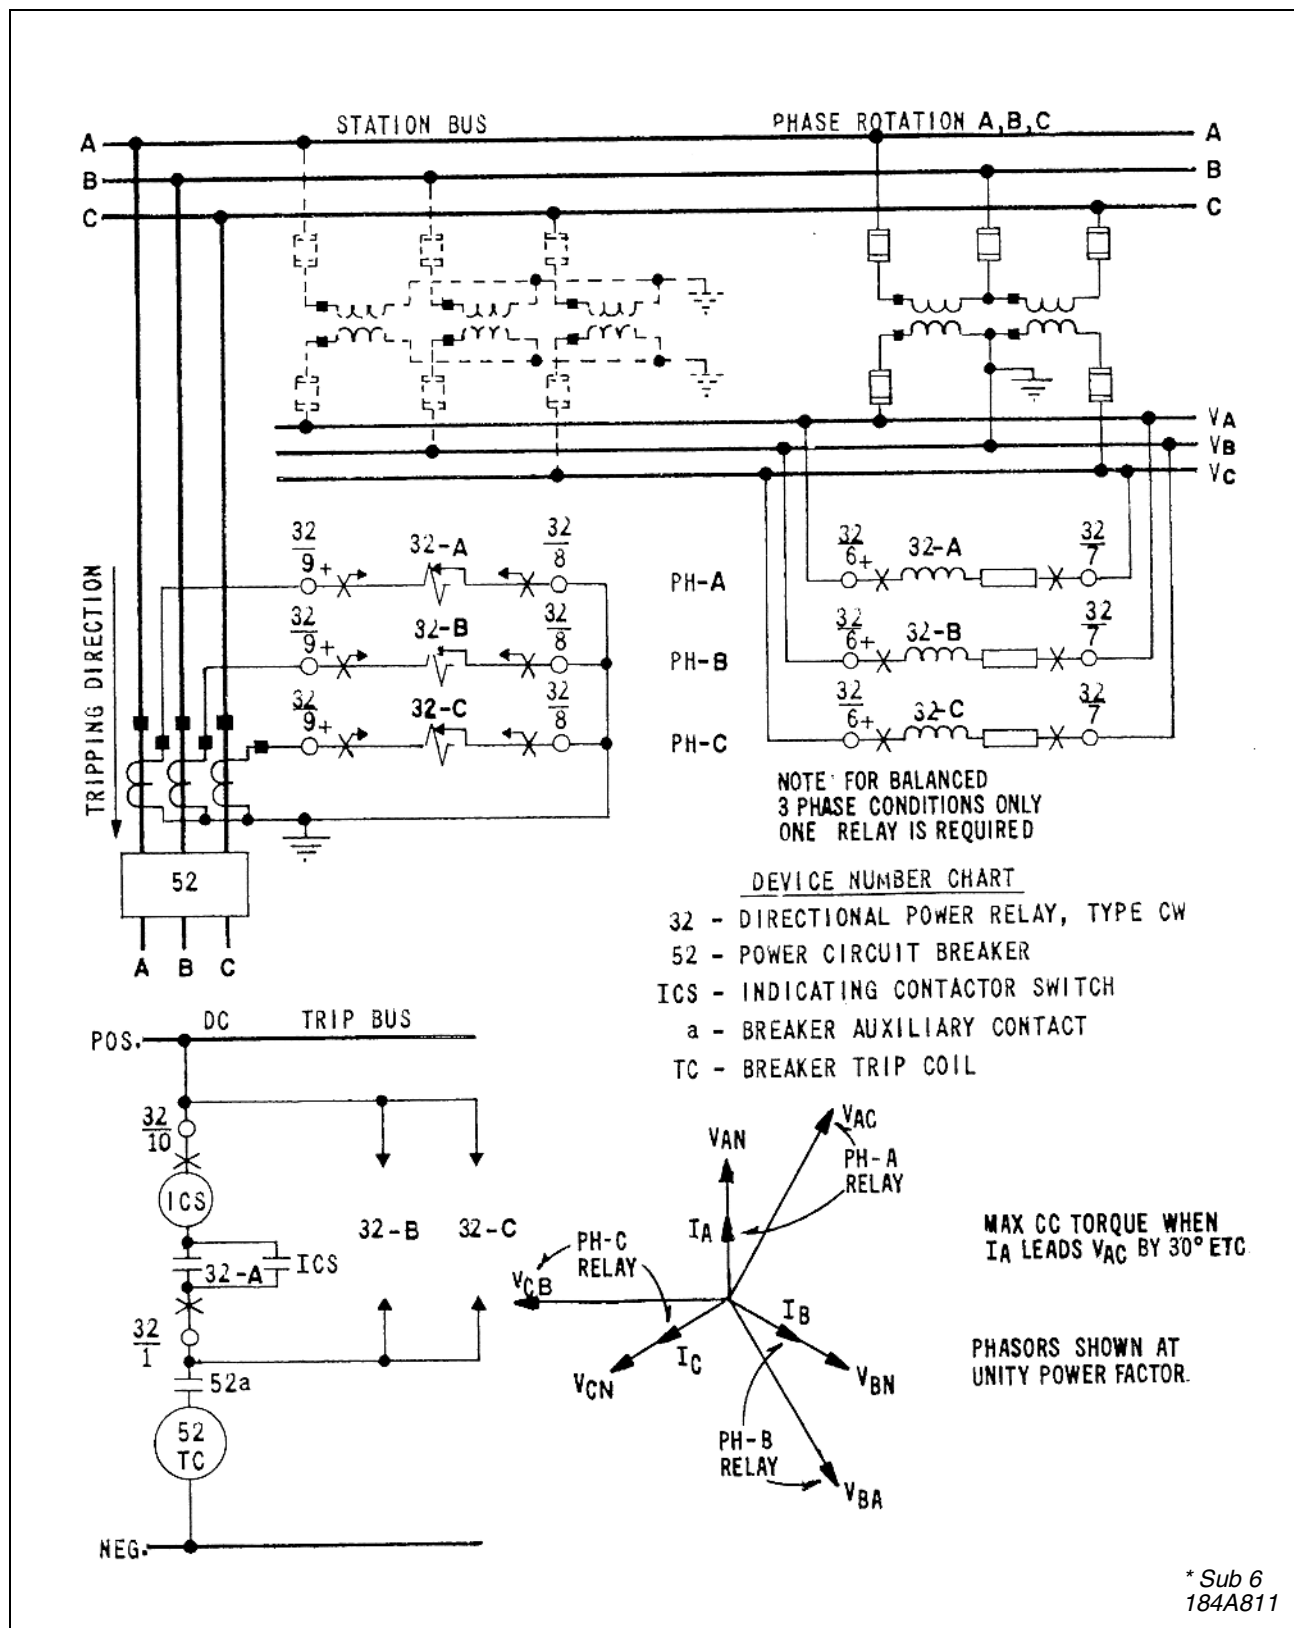 STATION BUS
PHASE ROTATION A,B,C
A
A
B
B
C
C
VA
VB
VC
TRIPPING DIRECTION
32
9+
32-A
32
8
32
9+
32-B
32
8
32
9+
32-C
32
8
PH-A
32
6+
32-A
32
7
PH-B
32
6+
32-B
32
7
PH-C
32
6+
32-C
32
7
NOTE: FOR BALANCED
3 PHASE CONDITIONS ONLY
ONE RELAY IS REQUIRED
52
A B C
DEVICE NUMBER CHART
32 - DIRECTIONAL POWER RELAY, TYPE CW
52 - POWER CIRCUIT BREAKER
ICS - INDICATING CONTACTOR SWITCH
a - BREAKER AUXILIARY CONTACT
TC - BREAKER TRIP COIL
DC TRIP BUS
POS.
32
10
ICS
32-A
ICS
32-B
32-C
32
1
52a
52
TC
NEG.
VAN
VAC
PH-A
RELAY
IA
PH-C
RELAY
VCB
IB
IC
VCN
VBN
PH-B
RELAY
VBA
MAX CC TORQUE WHEN
IA LEADS VAC BY 30° ETC
PHASORS SHOWN AT
UNITY POWER FACTOR.
* Sub 6
184A811